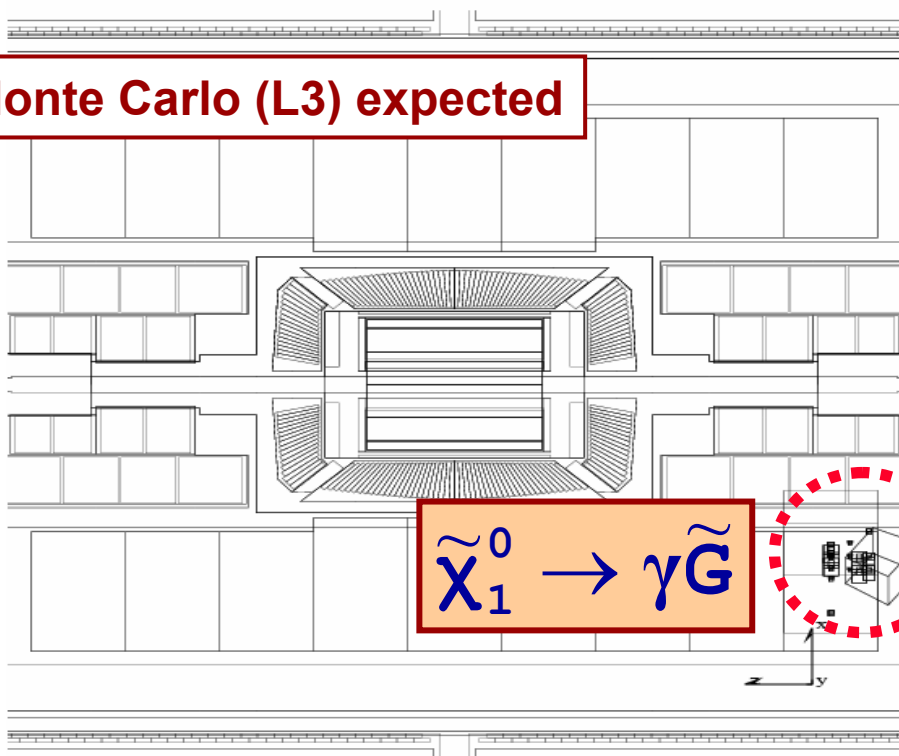 onte Carlo (L3) expected
χ̃₁⁰ → γG̃
x
z y